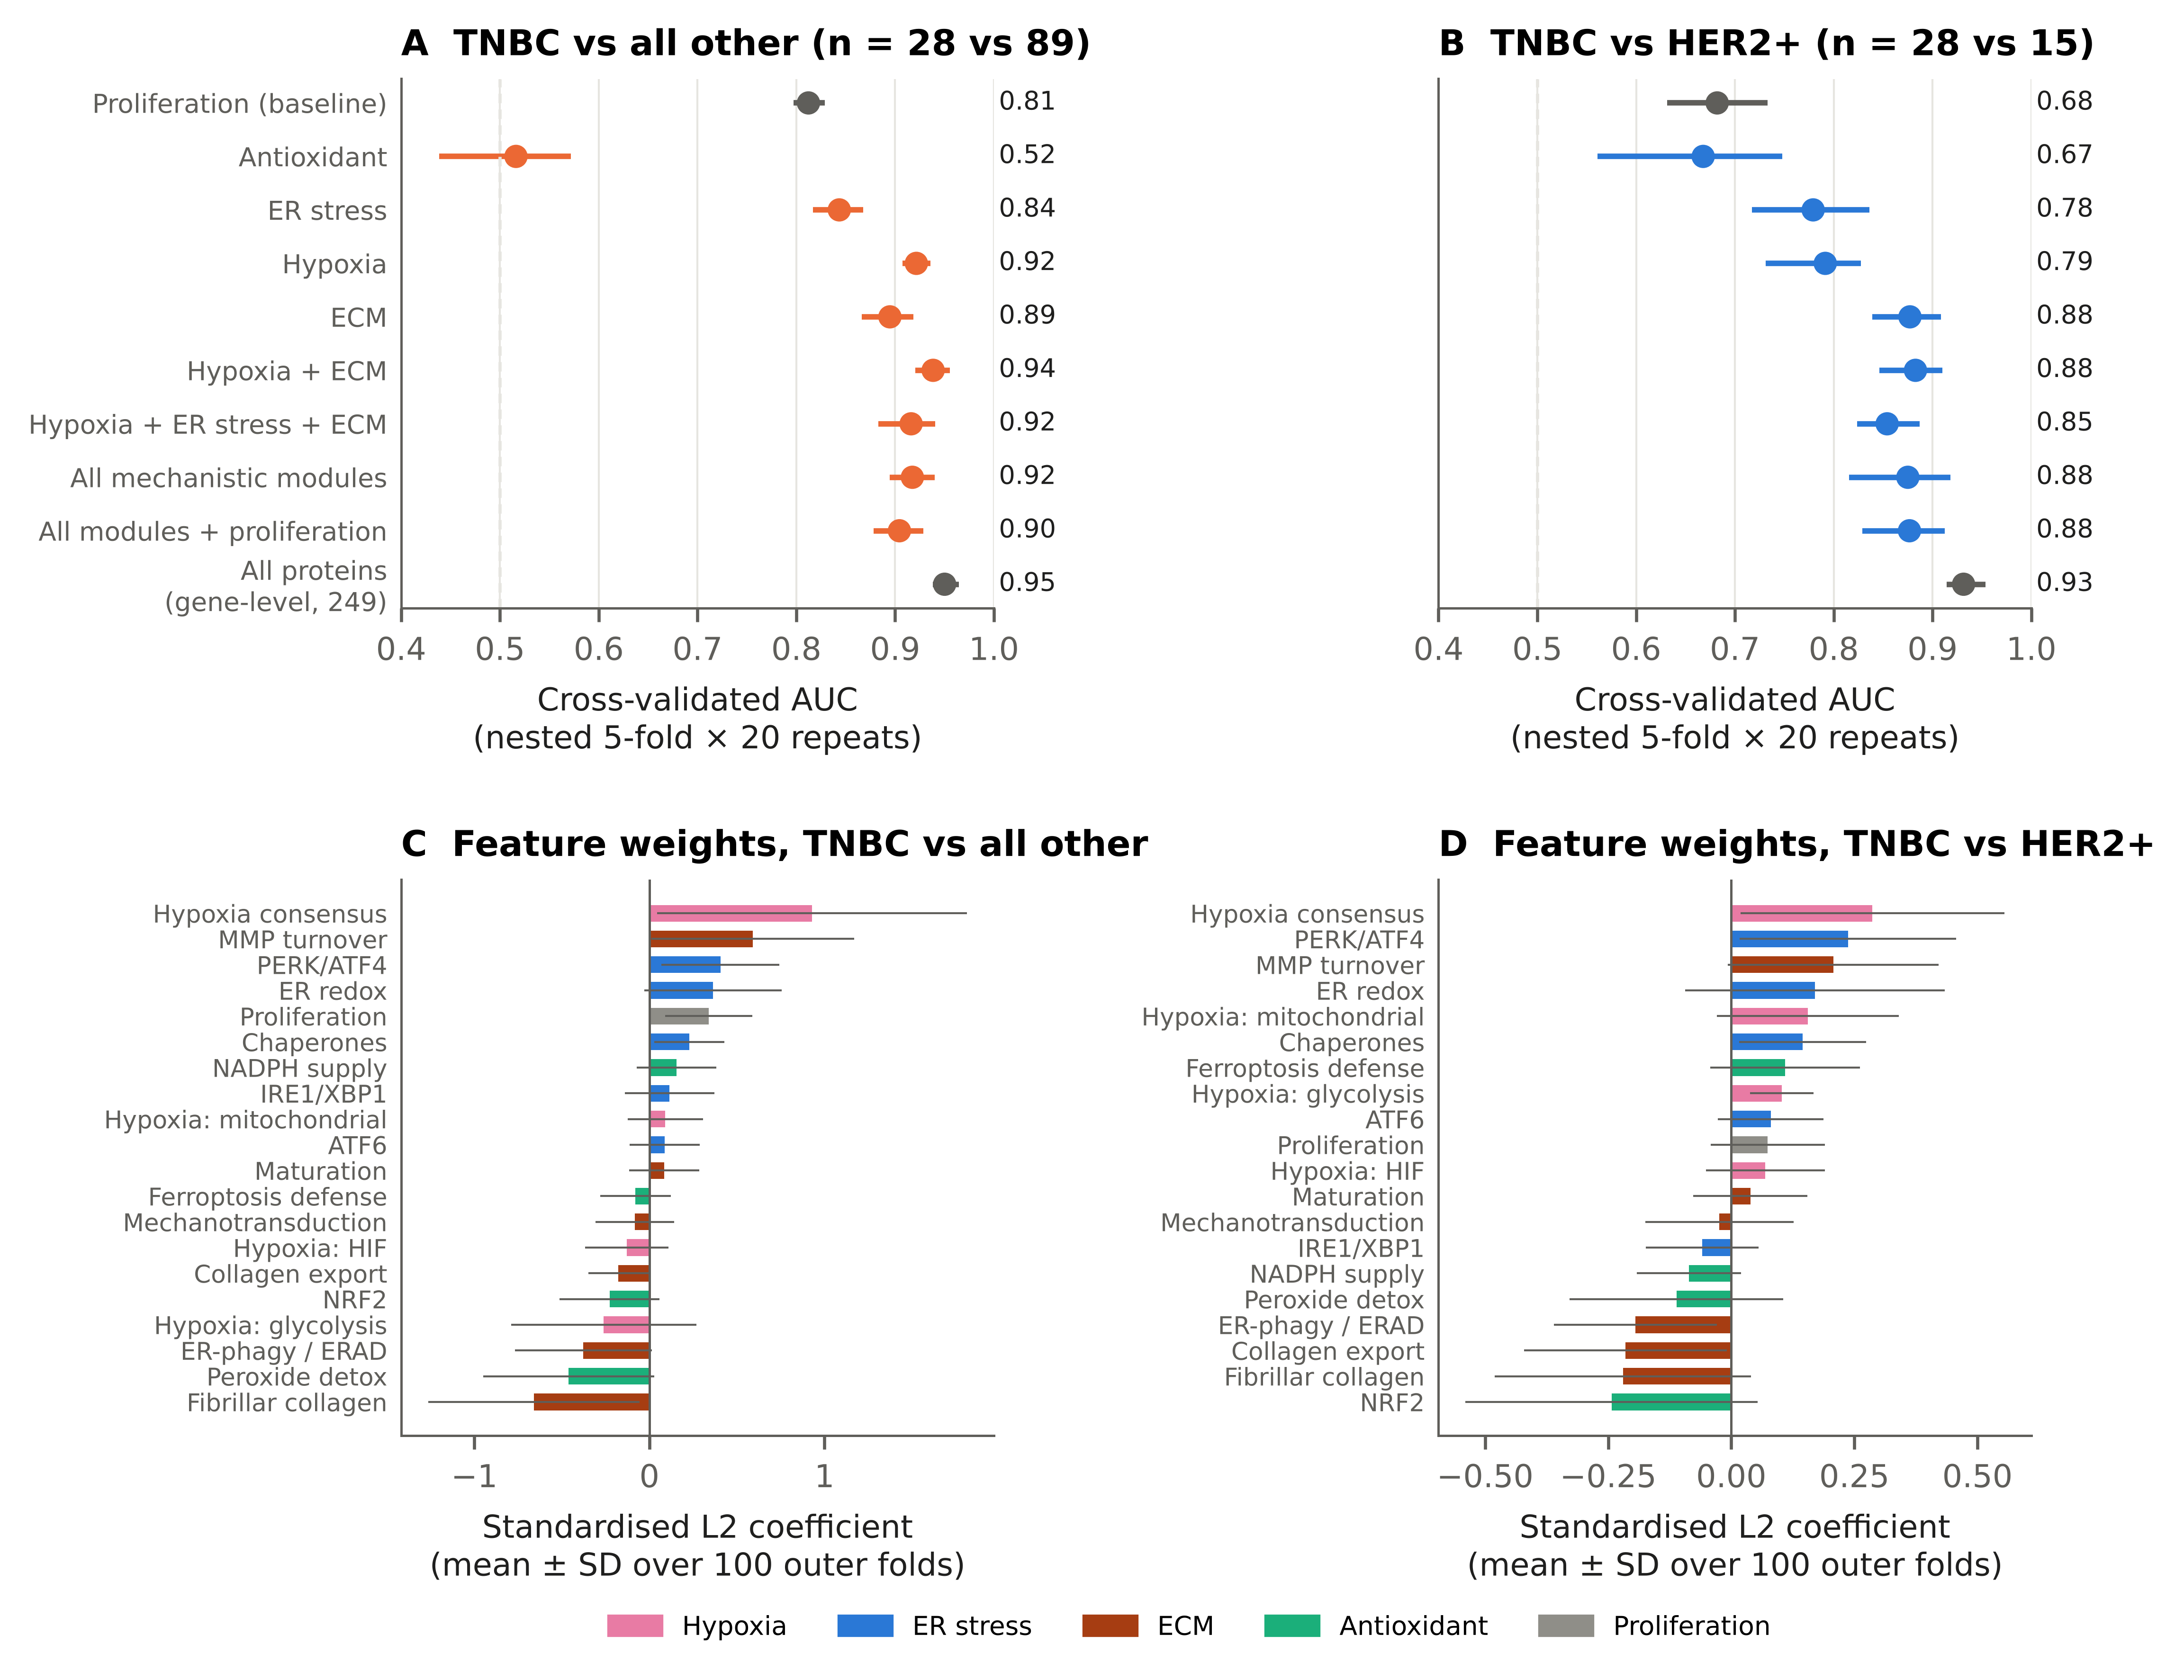 A  TNBC vs all other (n = 28 vs 89)
Proliferation (baseline)
0.81
Antioxidant
0.52
ER stress
0.84
Hypoxia
0.92
ECM
0.89
Hypoxia + ECM
0.94
Hypoxia + ER stress + ECM
0.92
All mechanistic modules
0.92
All modules + proliferation
0.90
All proteins
(gene-level, 249)
0.95
0.4 0.5 0.6 0.7 0.8 0.9 1.0
Cross-validated AUC
(nested 5-fold × 20 repeats)
B  TNBC vs HER2+ (n = 28 vs 15)
0.68
0.67
0.78
0.79
0.88
0.88
0.85
0.88
0.88
0.93
0.4 0.5 0.6 0.7 0.8 0.9 1.0
Cross-validated AUC
(nested 5-fold × 20 repeats)
C  Feature weights, TNBC vs all other
Hypoxia consensus
MMP turnover
PERK/ATF4
ER redox
Proliferation
Chaperones
NADPH supply
IRE1/XBP1
Hypoxia: mitochondrial
ATF6
Maturation
Ferroptosis defense
Mechanotransduction
Hypoxia: HIF
Collagen export
NRF2
Hypoxia: glycolysis
ER-phagy / ERAD
Peroxide detox
Fibrillar collagen
−1 0 1
Standardised L2 coefficient
(mean ± SD over 100 outer folds)
D  Feature weights, TNBC vs HER2+
Hypoxia consensus
PERK/ATF4
MMP turnover
ER redox
Hypoxia: mitochondrial
Chaperones
Ferroptosis defense
Hypoxia: glycolysis
ATF6
Proliferation
Hypoxia: HIF
Maturation
Mechanotransduction
IRE1/XBP1
NADPH supply
Peroxide detox
ER-phagy / ERAD
Collagen export
Fibrillar collagen
NRF2
−0.50 −0.25 0.00 0.25 0.50
Standardised L2 coefficient
(mean ± SD over 100 outer folds)
Hypoxia ER stress ECM Antioxidant Proliferation